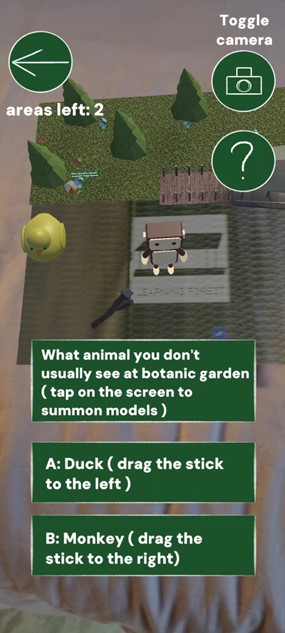 Toggle
camera
areas left: 2
?
LEARNING FOREST
What animal you don't
usually see at botanic garden
( tap on the screen to
summon models )
A: Duck ( drag the stick
to the left )
B: Monkey ( drag the
stick to the right)